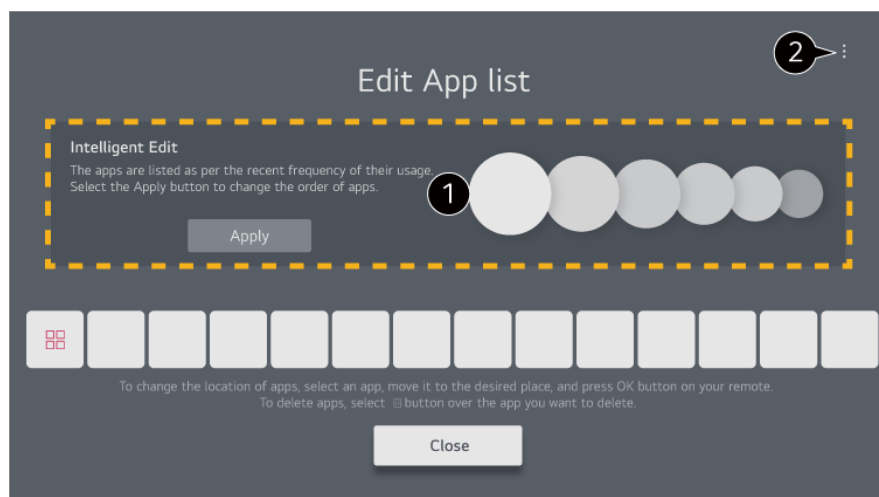 2
Edit App list
Intelligent Edit
The apps are listed as per the recent frequency of their usage.
Select the Apply button to change the order of apps.
1
Apply
To change the location of apps, select an app, move it to the desired place, and press OK button on your remote.
To delete apps, select button over the app you want to delete.
Close